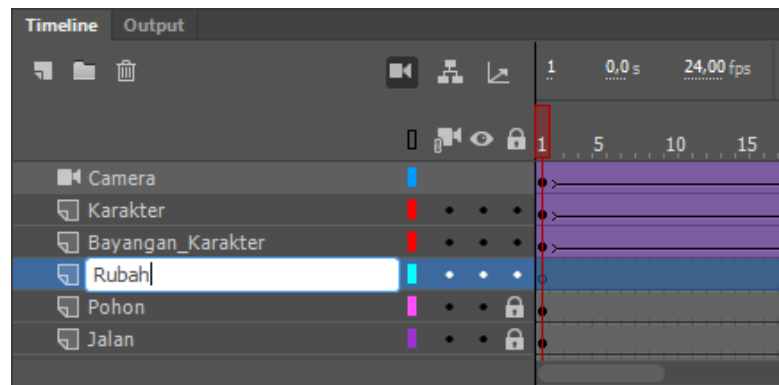 Timeline Output
1 0,0 s 24,00 fps
1 5 10 15
Camera
Karakter
Bayangan_Karakter
Rubah
Pohon
Jalan